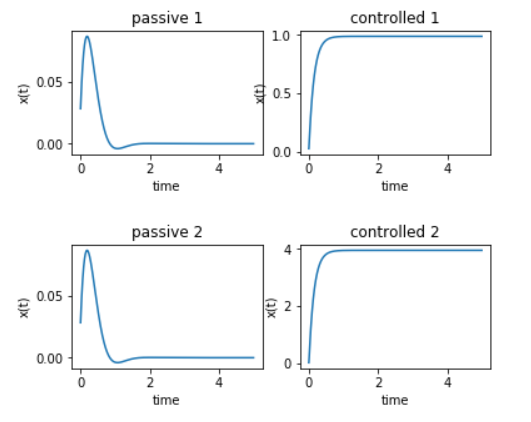 passive 1
controlled 1
x(t)
0.05
0.00
x(t)
1.0
0.5
0.0
0 2 4
0 2 4
time
time
passive 2
controlled 2
x(t)
0.05
0.00
x(t)
4
2
0
0 2 4
0 2 4
time
time